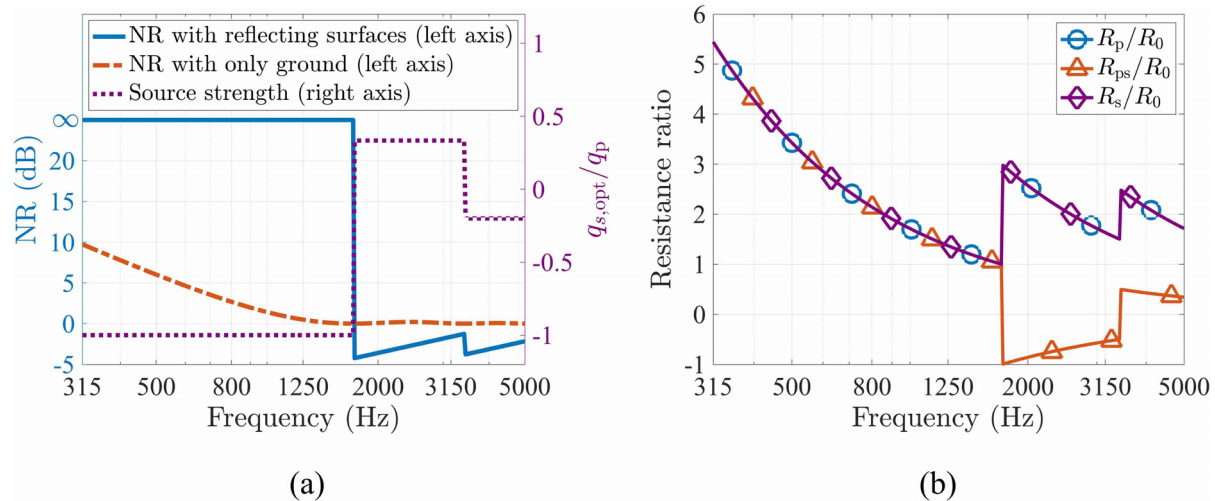 NR with reflecting surfaces (left axis)
NR with only ground (left axis)
Source strength (right axis)
NR (dB)
∞
20
15
10
5
0
-5
1
0.5
0
-0.5
-1
q_{s,opt}/q_p
315 500 800 1250 2000 3150 5000
Frequency (Hz)
(a)
R_p/R_0
R_{ps}/R_0
R_s/R_0
Resistance ratio
6
5
4
3
2
1
0
-1
315 500 800 1250 2000 3150 5000
Frequency (Hz)
(b)